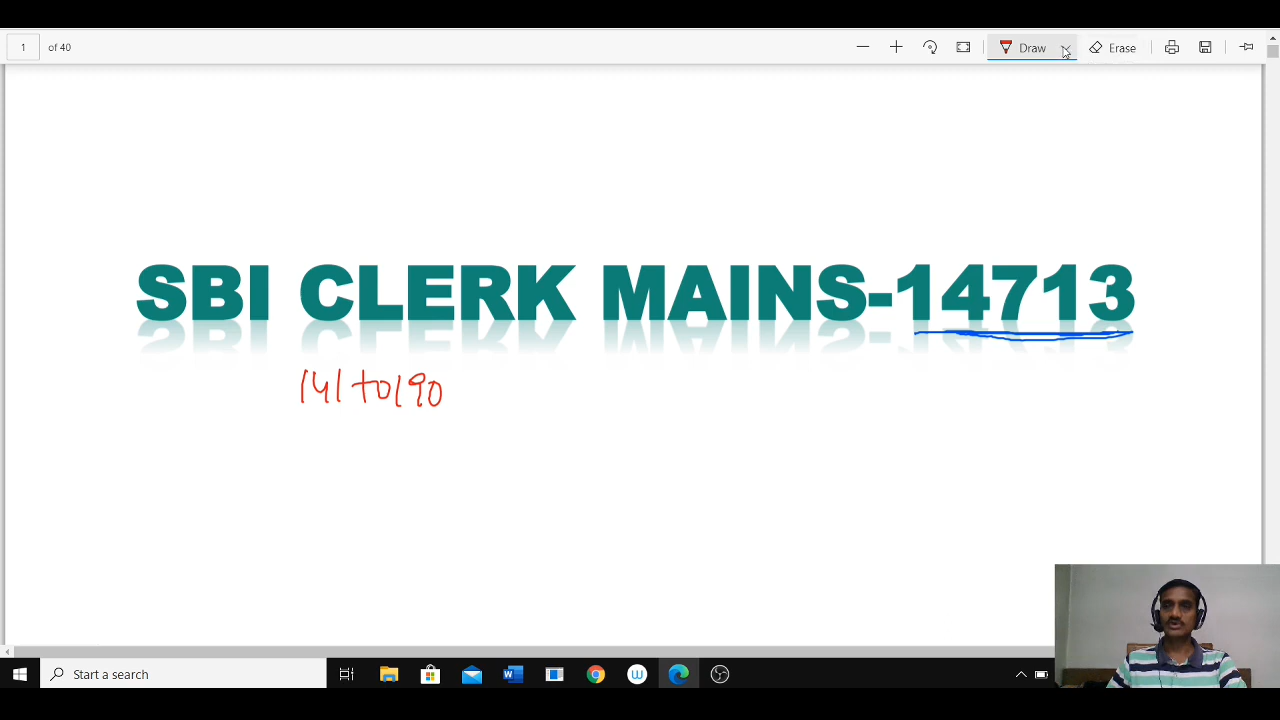 1 of 40 Draw Erase
SBI CLERK MAINS-14713
141 to 190
Start a search